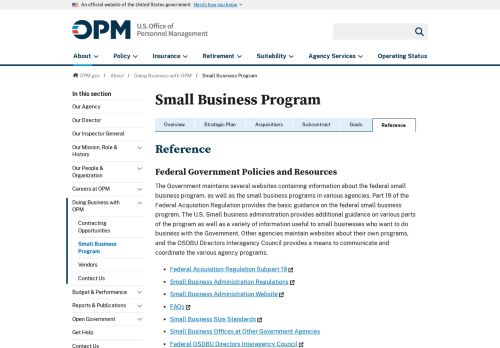 An official website of the United States government Here's how you know
OPM U.S. Office of
Personnel Management
About Policy Insurance Retirement Suitability Agency Services Operating Status
OPM.gov / About / Doing Business with OPM / Small Business Program
In this section
Our Agency
Our Director
Our Inspector General
Our Mission, Role &
History
Our People &
Organization
Careers at OPM
Doing Business with
OPM
Contracting
Opportunities
Small Business
Program
Vendors
Contact Us
Budget & Performance
Reports & Publications
Open Government
Get Help
Contact Us
Small Business Program
Overview Strategic Plan Acquisitions Subcontract Goals Reference
Reference
Federal Government Policies and Resources
The Government maintains several websites containing information about the federal small
business program, as well as the small business programs in various agencies. Part 19 of the
Federal Acquisition Regulation provides the basic guidance on the federal small business
program. The U.S. Small business administration provides additional guidance on various parts
of the program as well as a variety of information useful to small businesses who want to do
business with the Government. Other agencies maintain websites about their own programs,
and the OSDBU Directors Interagency Council provides a means to communicate and
coordinate the various agency programs.
Federal Acquisition Regulation Subpart 19
Small Business Administration Regulations
Small Business Administration Website
FAQs
Small Business Size Standards
Small Business Offices at Other Government Agencies
Federal OSDBU Directors Interagency Council